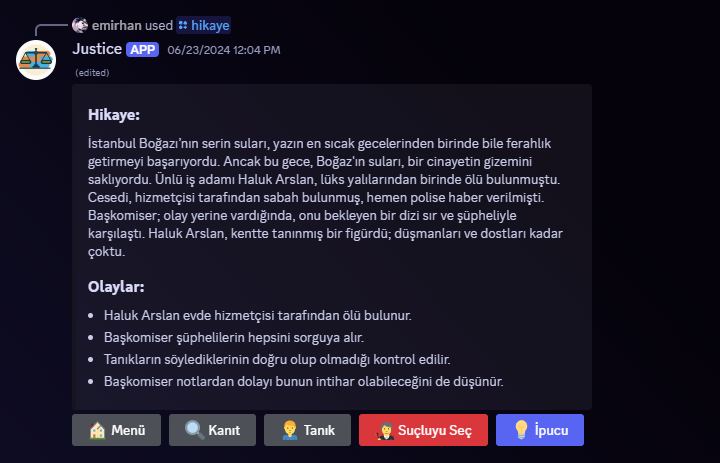 emirhan used hikaye
Justice APP 06/23/2024 12:04 PM
(edited)
Hikaye:
İstanbul Boğazı'nın serin suları, yazın en sıcak gecelerinden birinde bile ferahlık
getirmeyi başarıyordu. Ancak bu gece, Boğaz'ın suları, bir cinayetin gizemini
saklıyordu. Ünlü iş adamı Haluk Arslan, lüks yalılarından birinde ölü bulunmuştu.
Cesedi, hizmetçisi tarafından sabah bulunmuş, hemen polise haber verilmişti.
Başkomiser; olay yerine vardığında, onu bekleyen bir dizi sır ve şüpheliyle
karşılaştı. Haluk Arslan, kentte tanınmış bir figürdü; düşmanları ve dostları kadar
çoktu.
Olaylar:
• Haluk Arslan evde hizmetçisi tarafından ölü bulunur.
• Başkomiser şüphelilerin hepsini sorguya alır.
• Tanıkların söylediklerinin doğru olup olmadığı kontrol edilir.
• Başkomiser notlardan dolayı bunun intihar olabileceğini de düşünür.
Menü Kanıt Tanık Suçluyu Seç İpucu